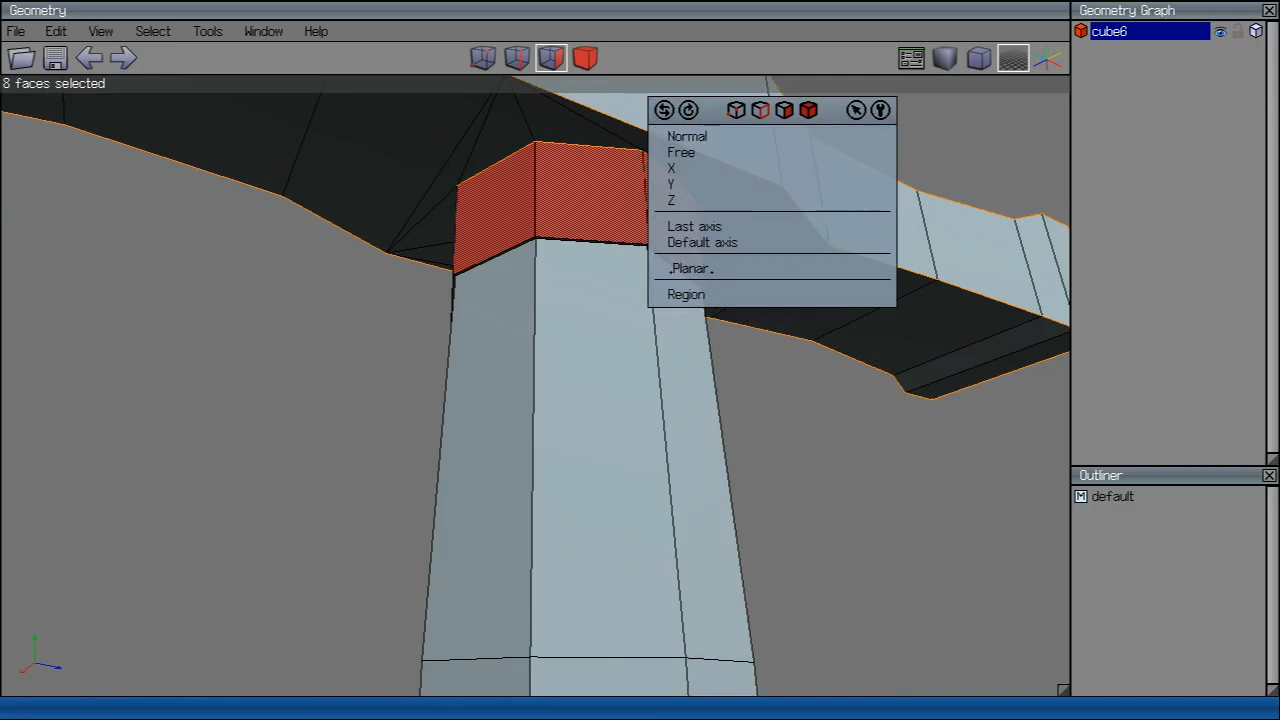 Geometry
File Edit View Select Tools Window Help
8 faces selected
Normal
Free
X
Y
Z
Last axis
Default axis
.Planar.
Region
Geometry Graph
cube6
Outliner
M default